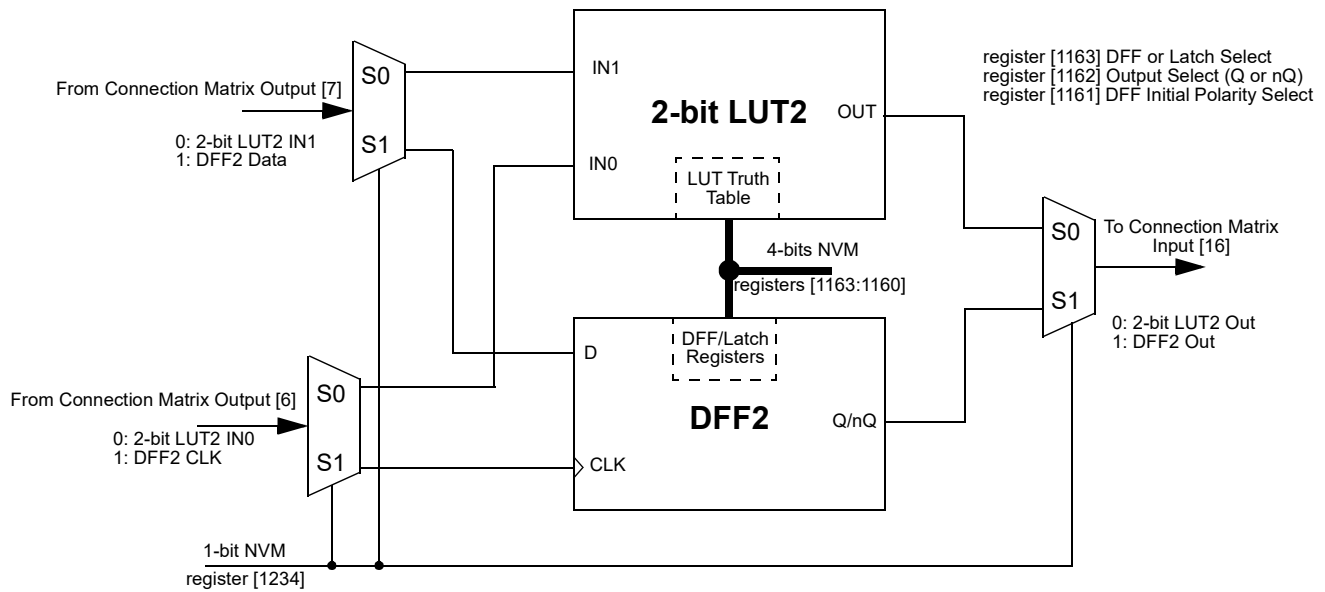 register [1163] DFF or Latch Select
register [1162] Output Select (Q or nQ)
register [1161] DFF Initial Polarity Select
From Connection Matrix Output [7]
0: 2-bit LUT2 IN1
1: DFF2 Data
S0
S1
IN1
IN0
2-bit LUT2
OUT
LUT Truth
Table
4-bits NVM
registers [1163:1160]
S0
S1
To Connection Matrix
Input [16]
0: 2-bit LUT2 Out
1: DFF2 Out
From Connection Matrix Output [6]
0: 2-bit LUT2 IN0
1: DFF2 CLK
S0
S1
D
CLK
DFF/Latch
Registers
DFF2
Q/nQ
1-bit NVM
register [1234]